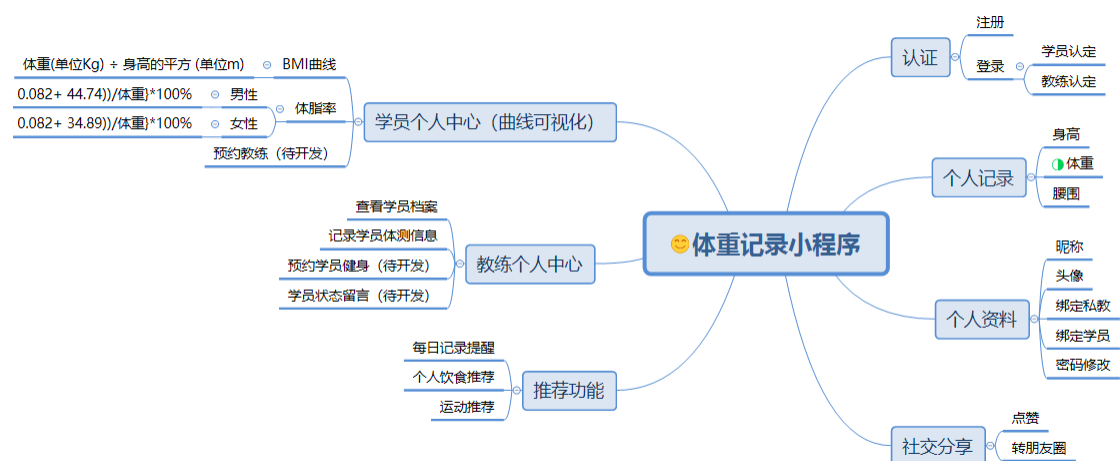 体重记录小程序
认证
注册
登录
学员认定
教练认定
个人记录
身高
体重
腰围
个人资料
昵称
头像
绑定私教
绑定学员
密码修改
社交分享
点赞
转朋友圈
学员个人中心（曲线可视化）
BMI曲线
体重(单位Kg) ÷ 身高的平方 (单位m)
体脂率
男性
0.082+ 44.74))/体重}*100%
女性
0.082+ 34.89))/体重}*100%
预约教练（待开发）
教练个人中心
查看学员档案
记录学员体测信息
预约学员健身（待开发）
学员状态留言（待开发）
推荐功能
每日记录提醒
个人饮食推荐
运动推荐